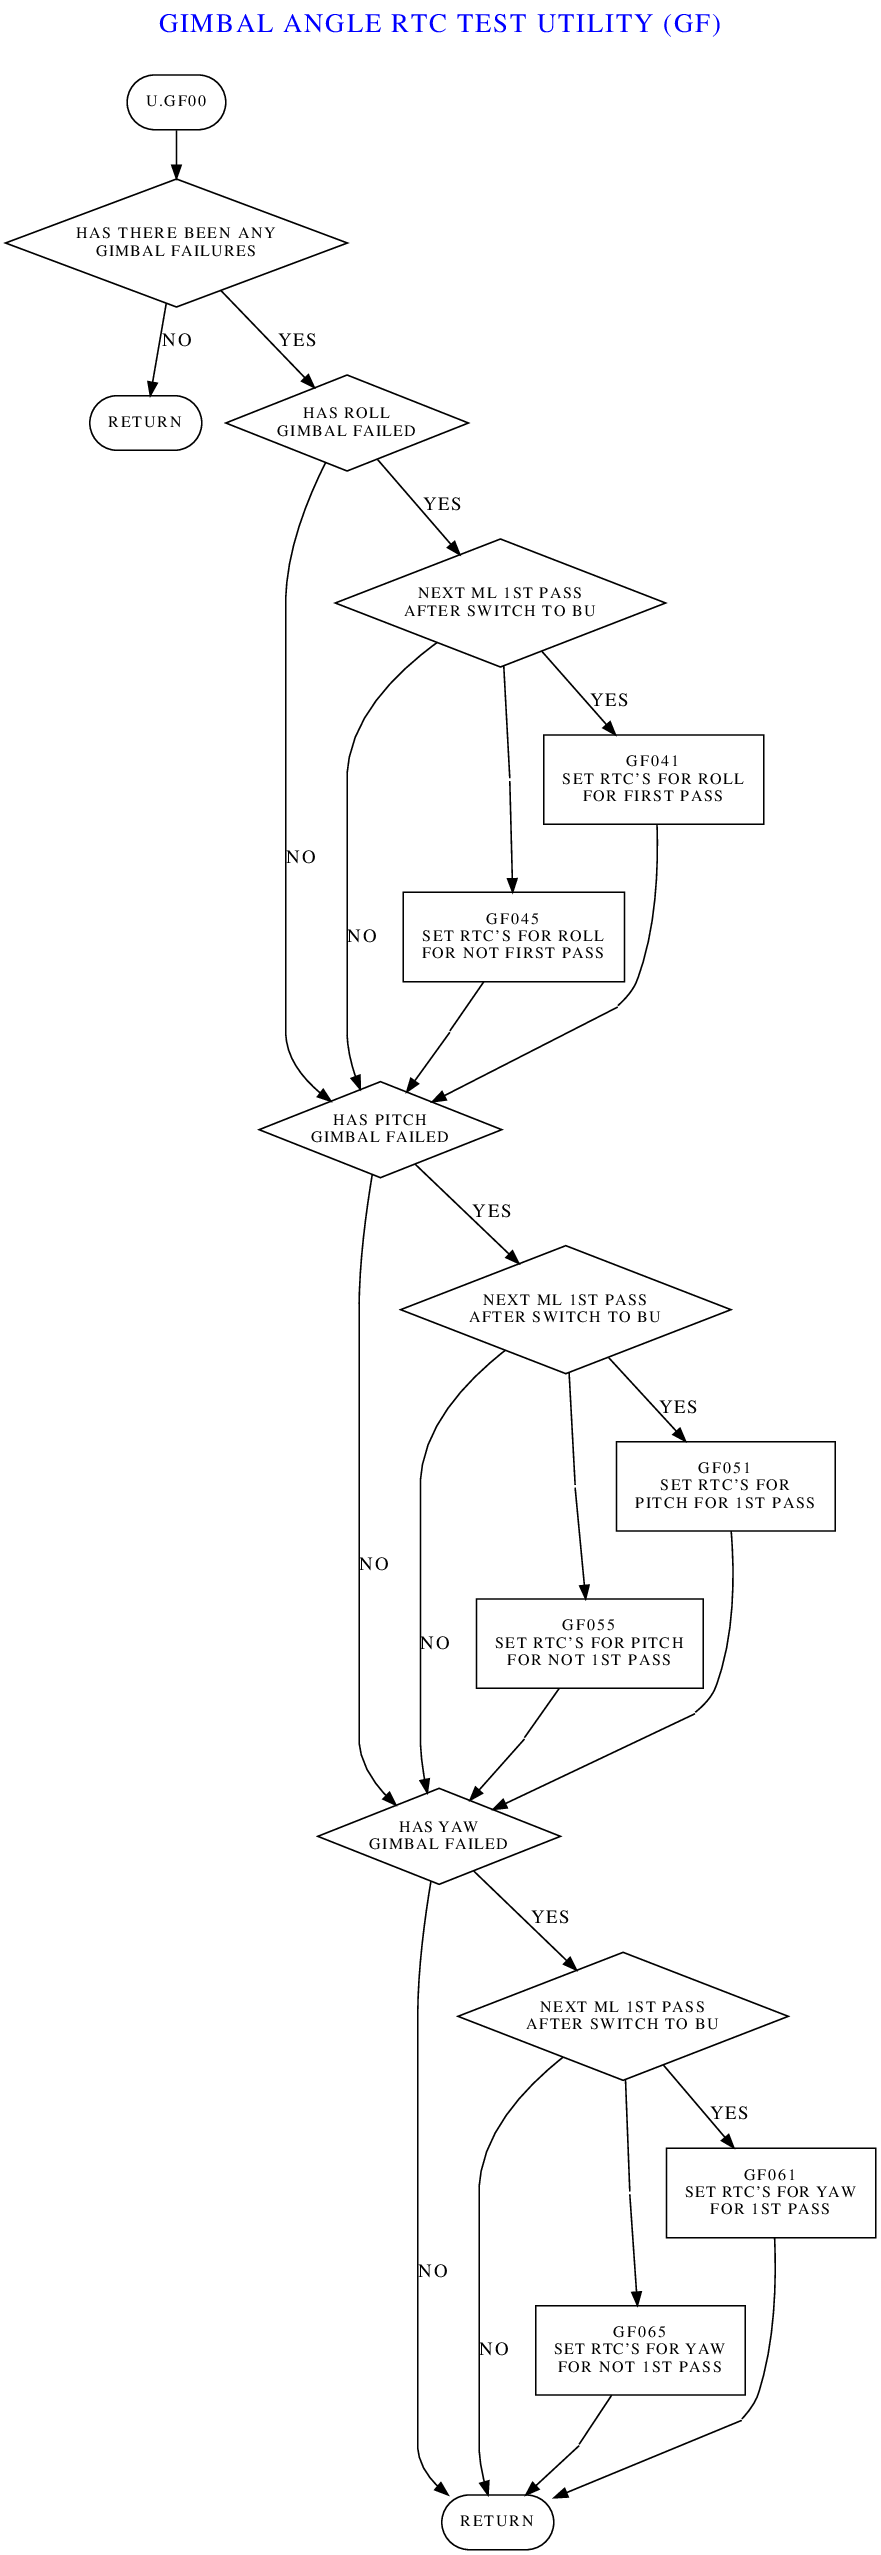 GIMBAL ANGLE RTC TEST UTILITY (GF)
U.GF00
HAS THERE BEEN ANY
GIMBAL FAILURES
NO
YES
RETURN
HAS ROLL
GIMBAL FAILED
YES
NEXT ML 1ST PASS
AFTER SWITCH TO BU
YES
GF041
SET RTC'S FOR ROLL
FOR FIRST PASS
NO
NO
GF045
SET RTC'S FOR ROLL
FOR NOT FIRST PASS
HAS PITCH
GIMBAL FAILED
YES
NEXT ML 1ST PASS
AFTER SWITCH TO BU
YES
GF051
SET RTC'S FOR
PITCH FOR 1ST PASS
NO
NO
GF055
SET RTC'S FOR PITCH
FOR NOT 1ST PASS
HAS YAW
GIMBAL FAILED
YES
NEXT ML 1ST PASS
AFTER SWITCH TO BU
YES
GF061
SET RTC'S FOR YAW
FOR 1ST PASS
NO
NO
GF065
SET RTC'S FOR YAW
FOR NOT 1ST PASS
RETURN